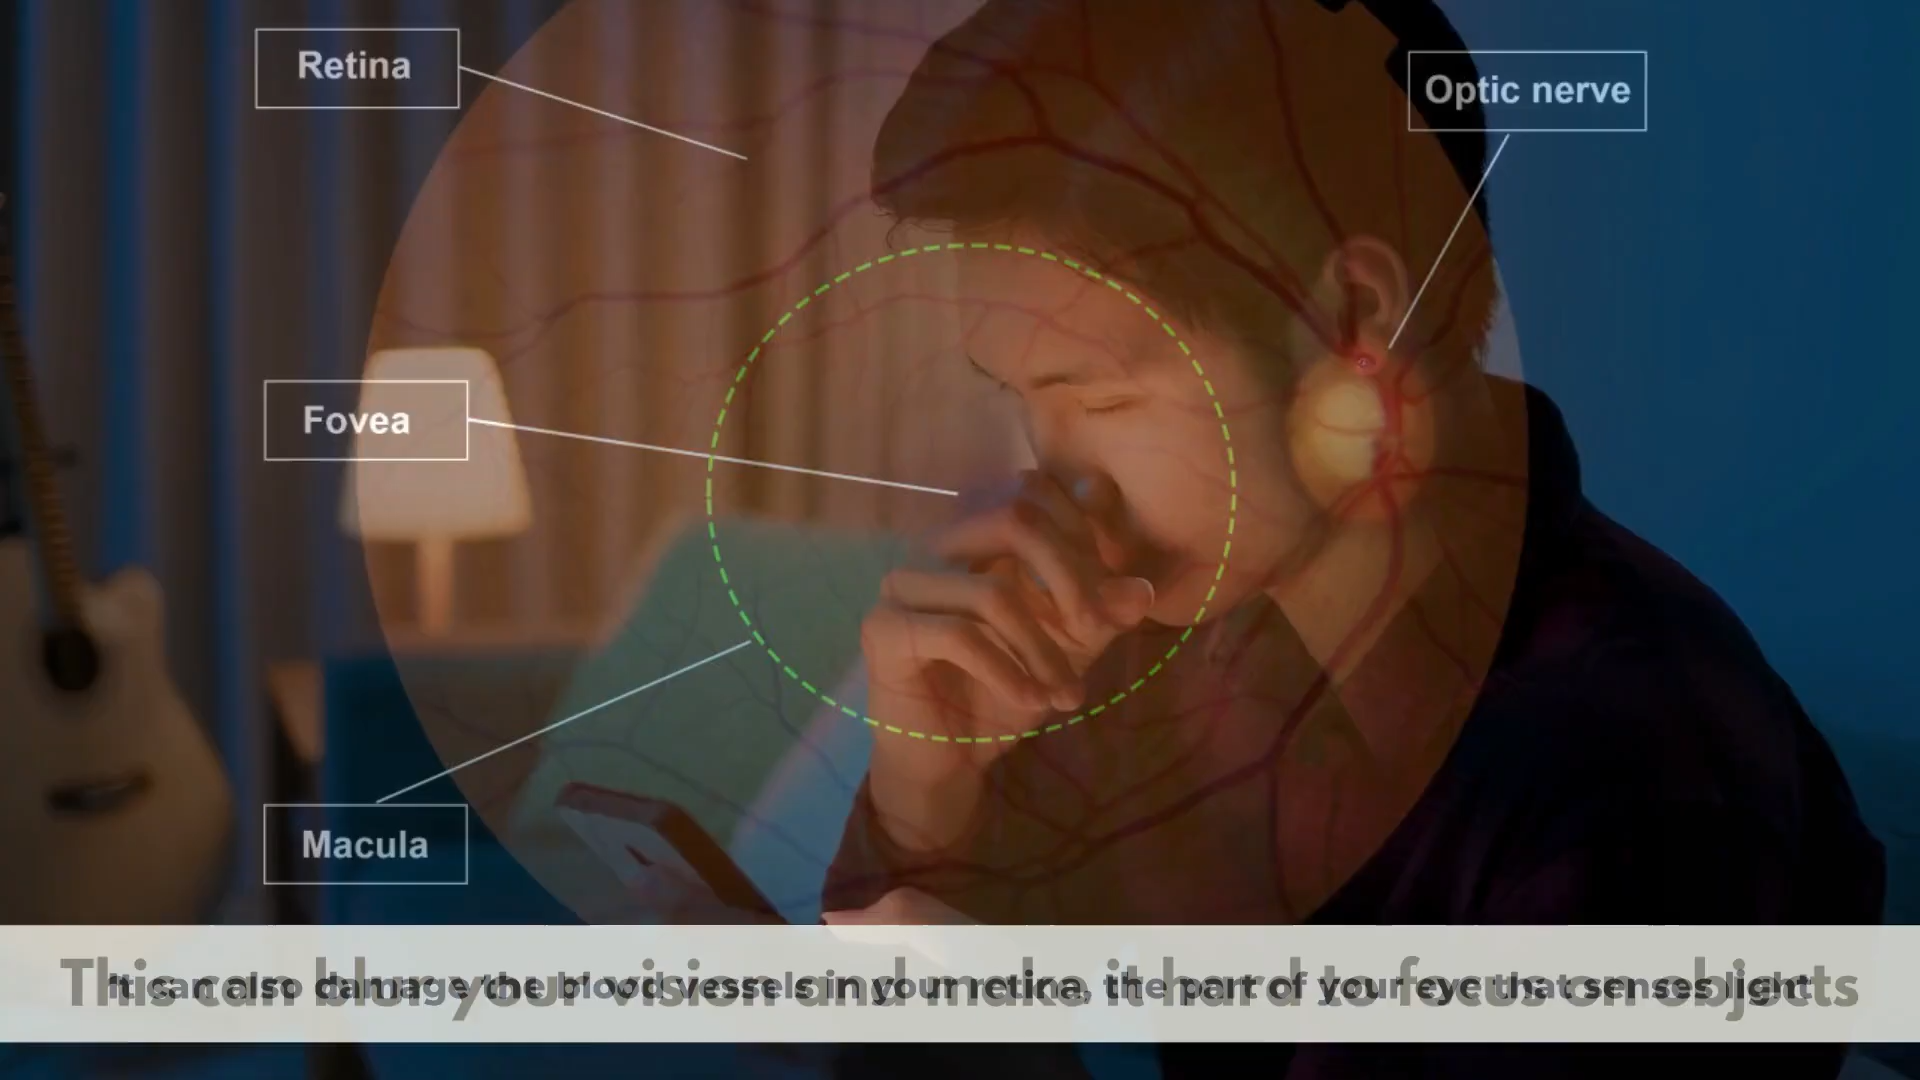 Retina
Optic nerve
Fovea
Macula
This can blur your vision and make it hard to focus on objects
It can also damage the blood vessels in your retina, the part of your eye that senses light